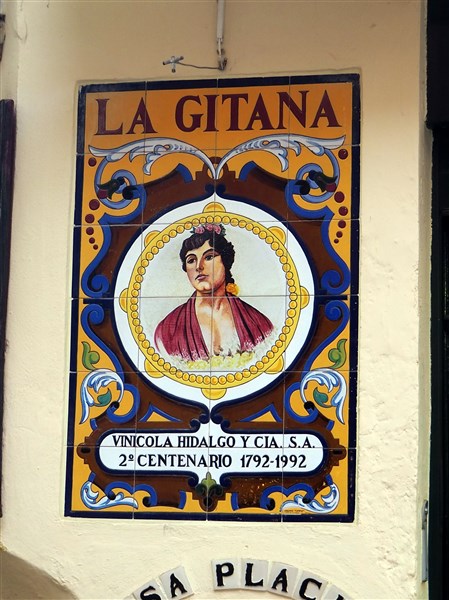 LA GITANA
VINICOLA HIDALGO Y CIA. S.A.
2º CENTENARIO 1792-1992